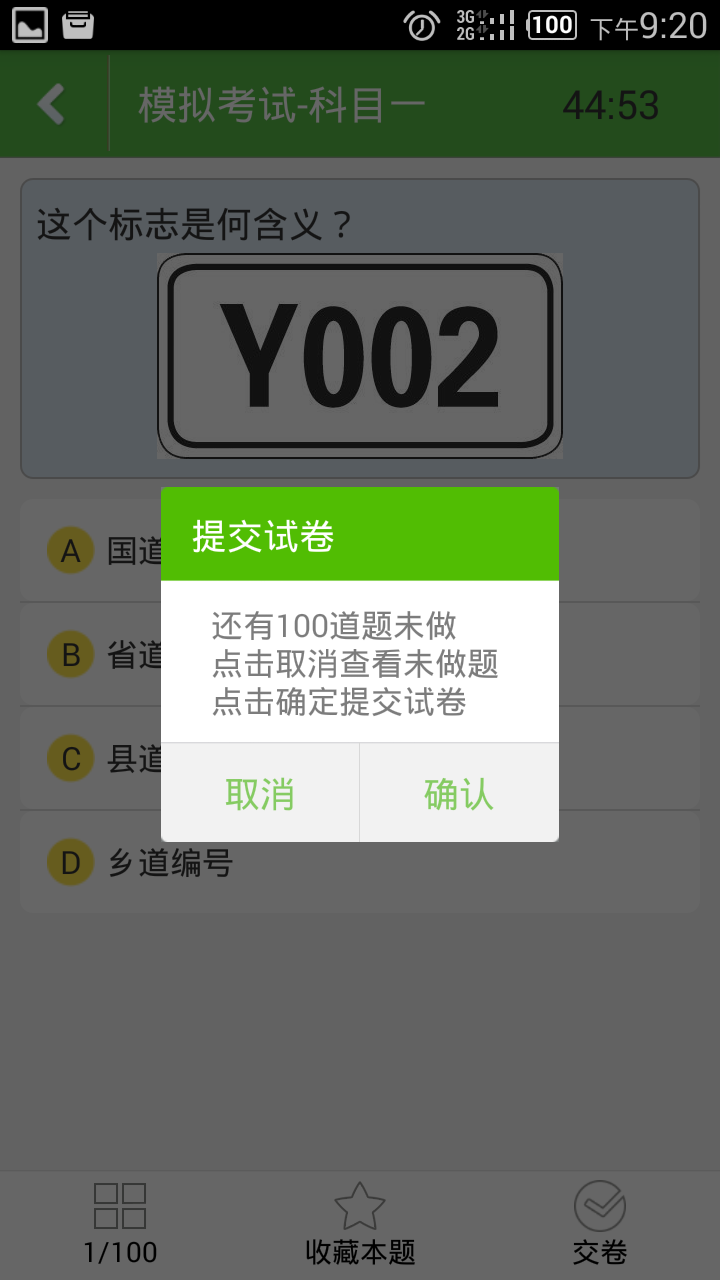 3G
2G
100
下午9:20
模拟考试-科目一
44:53
这个标志是何含义？
Y002
提交试卷
还有100道题未做
点击取消查看未做题
点击确定提交试卷
取消
确认
A 国道
B 省道
C 县道
D 乡道编号
1/100
收藏本题
交卷